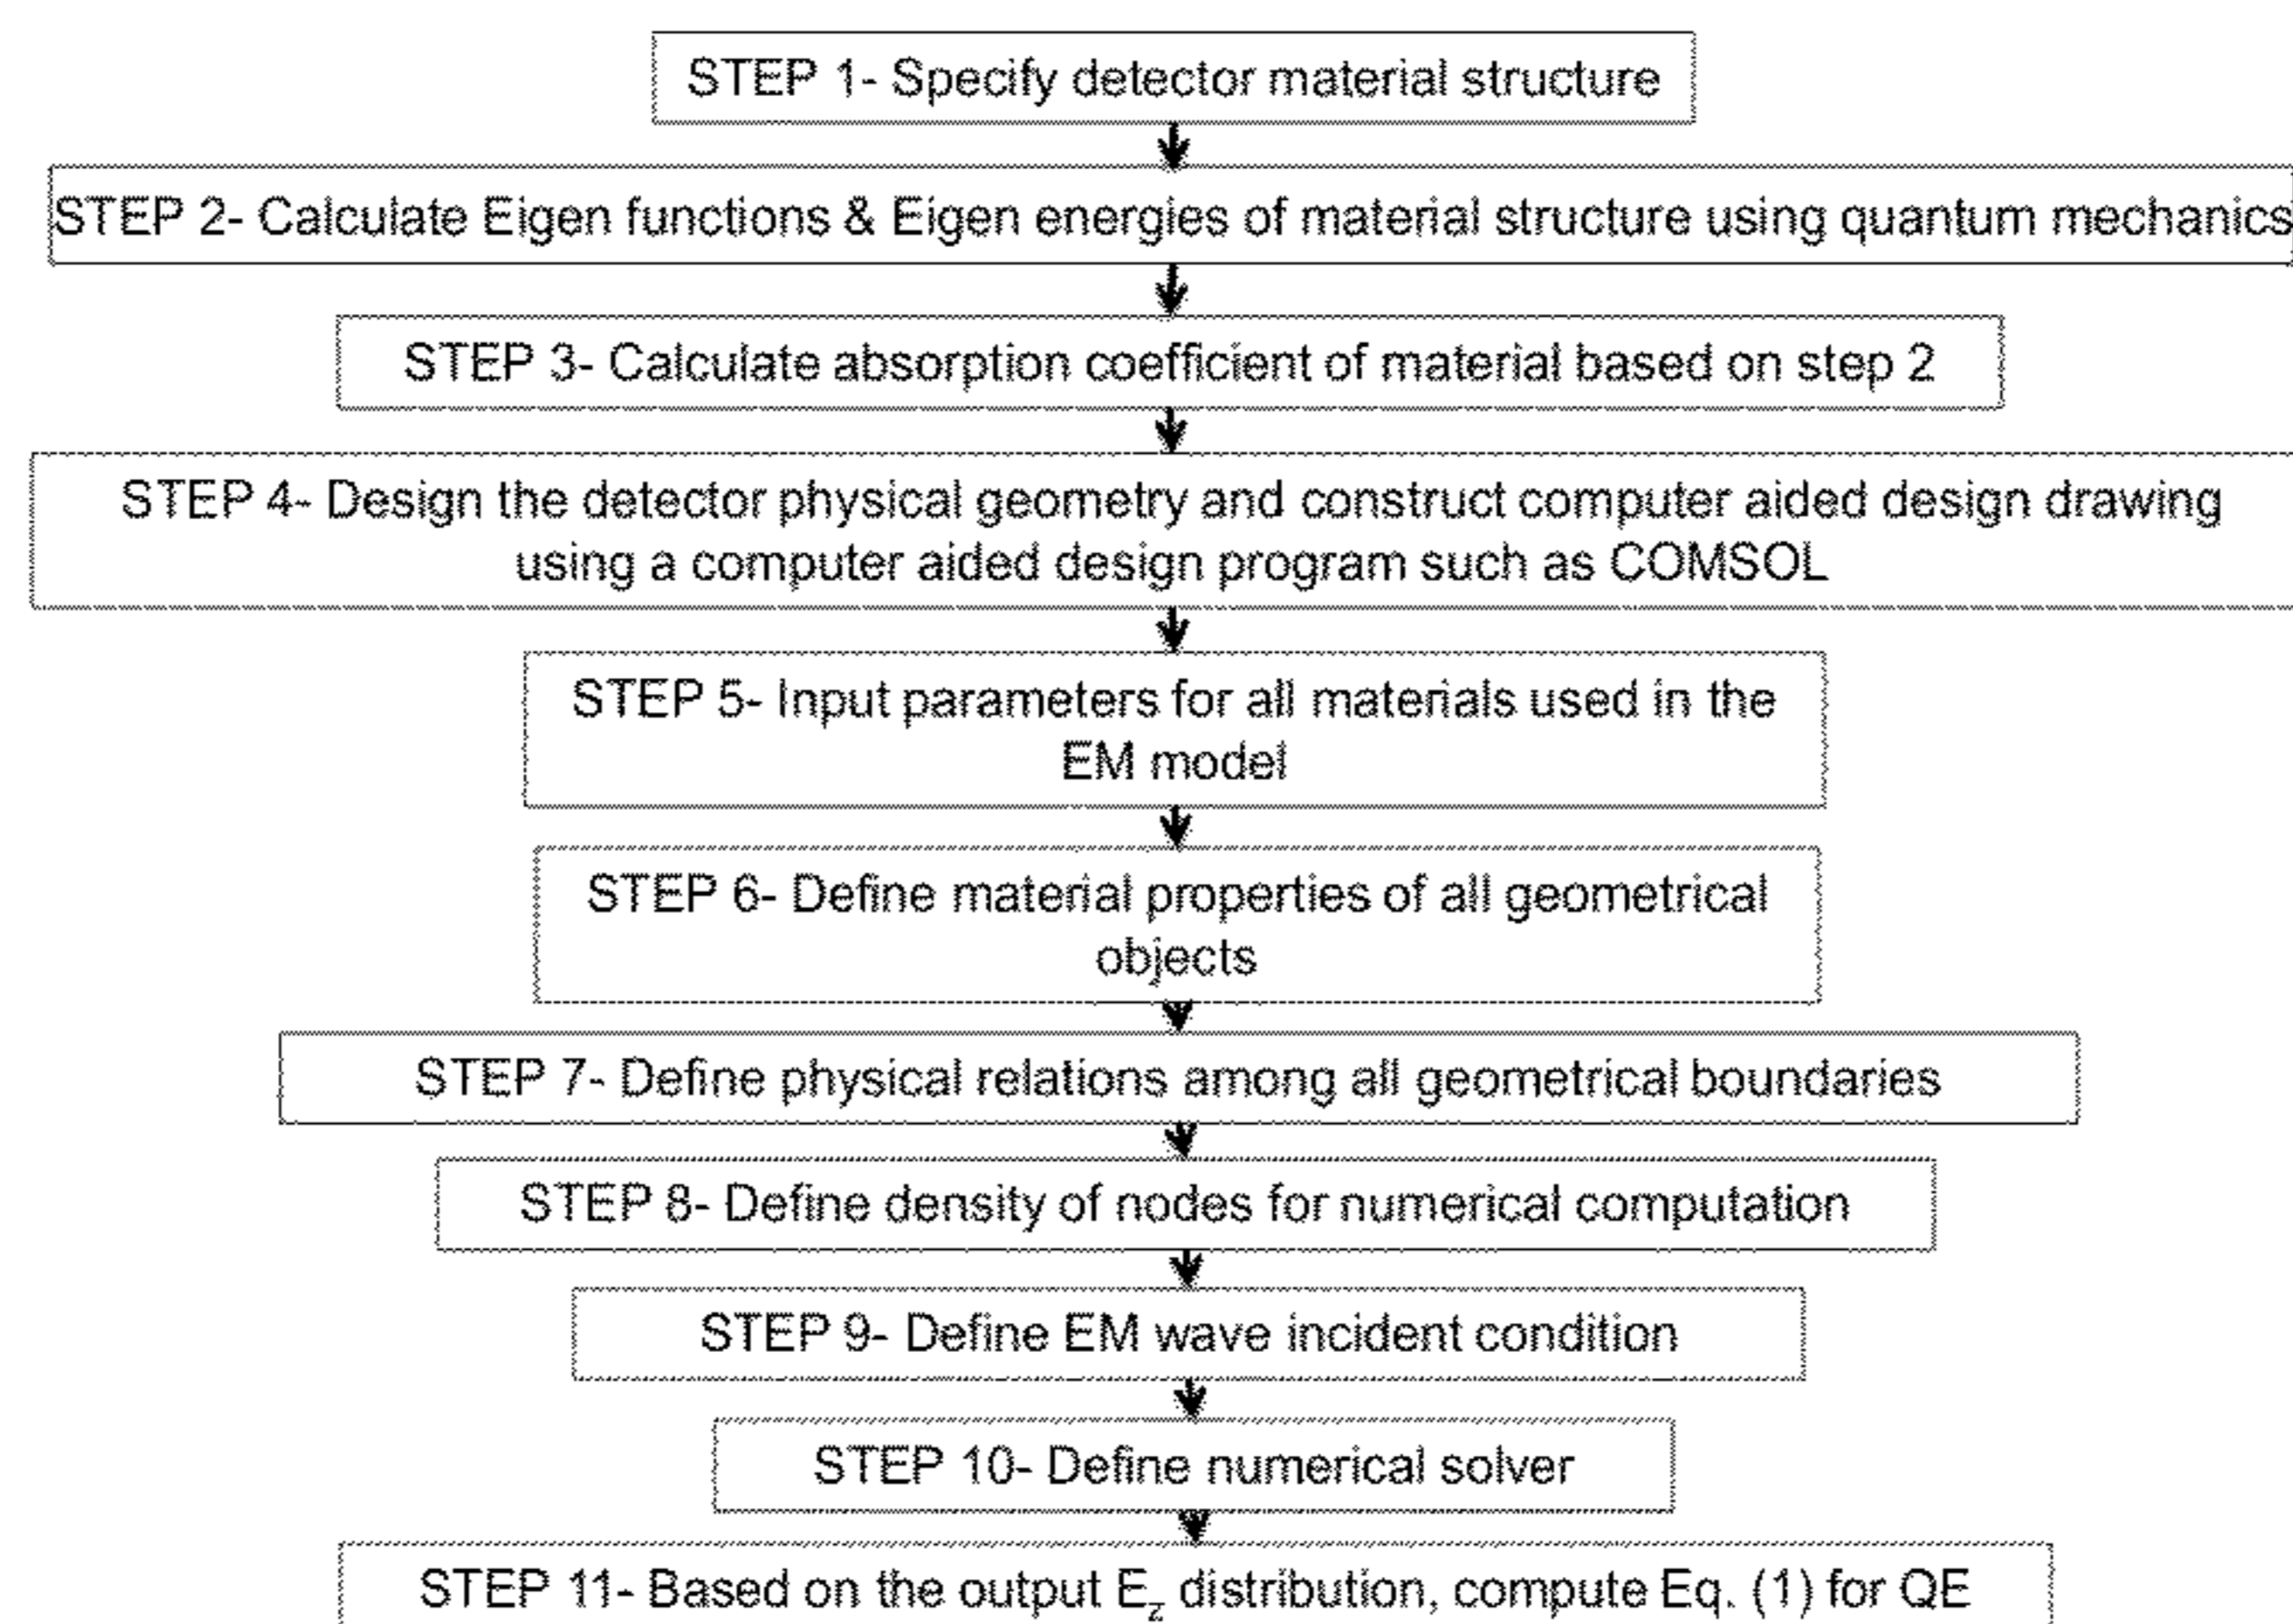 STEP 1- Specify detector material structure
STEP 2- Calculate Eigen functions & Eigen energies of material structure using quantum mechanics
STEP 3- Calculate absorption coefficient of material based on step 2
STEP 4- Design the detector physical geometry and construct computer aided design drawing
using a computer aided design program such as COMSOL
STEP 5- Input parameters for all materials used in the
EM model
STEP 6- Define material properties of all geometrical
objects
STEP 7- Define physical relations among all geometrical boundaries
STEP 8- Define density of nodes for numerical computation
STEP 9- Define EM wave incident condition
STEP 10- Define numerical solver
STEP 11- Based on the output E_z distribution, compute Eq. (1) for QE